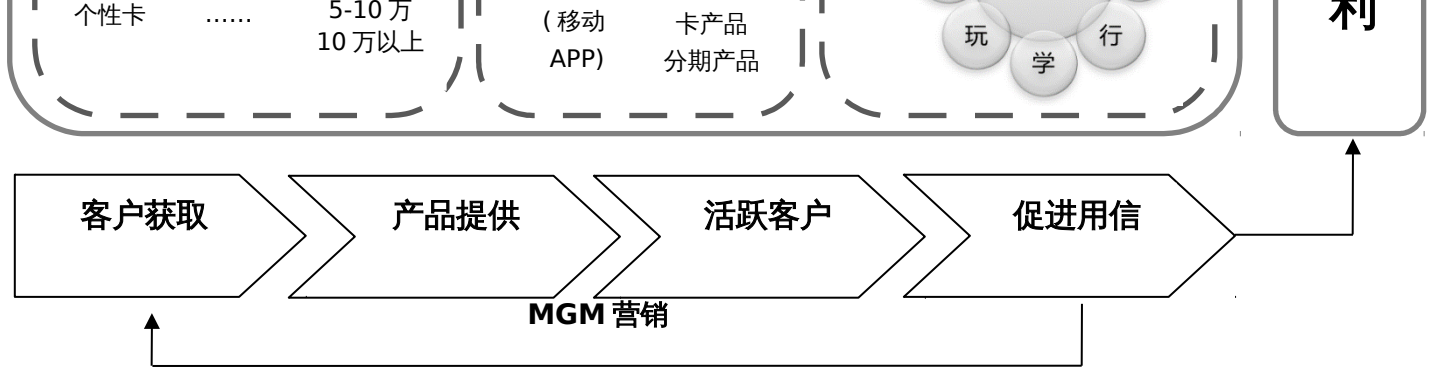 个性卡
……
5-10 万
10 万以上
( 移动
APP)
卡产品
分期产品
玩
学
行
利
客户获取
产品提供
活跃客户
促进用信
MGM 营销